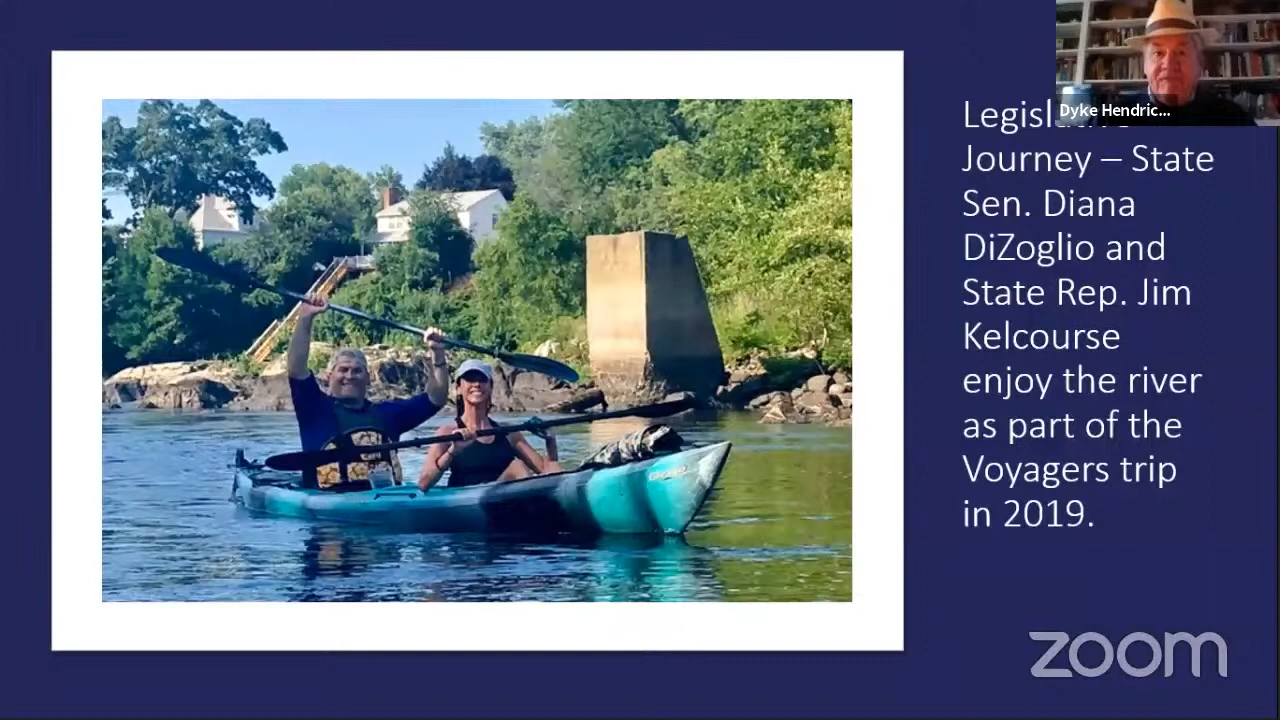 Dyke Hendric...
Journey – State
Sen. Diana
DiZoglio and
State Rep. Jim
Kelcourse
enjoy the river
as part of the
Voyagers trip
in 2019.
zoom